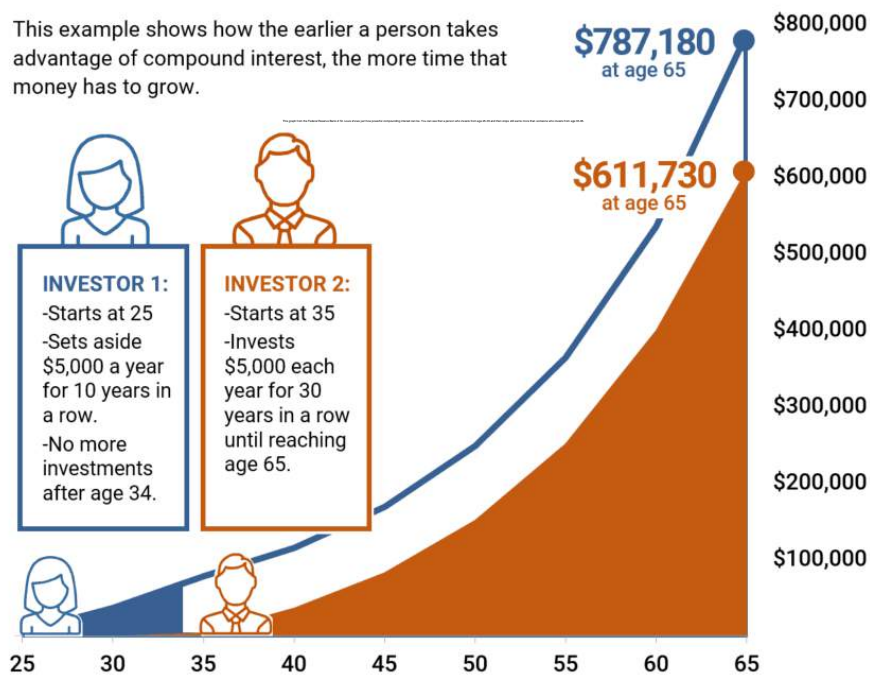 This example shows how the earlier a person takes
advantage of compound interest, the more time that
money has to grow.
$787,180
at age 65
$611,730
at age 65
INVESTOR 1:
-Starts at 25
-Sets aside
$5,000 a year
for 10 years in
a row.
-No more
investments
after age 34.
INVESTOR 2:
-Starts at 35
-Invests
$5,000 each
year for 30
years in a row
until reaching
age 65.
$800,000
$700,000
$600,000
$500,000
$400,000
$300,000
$200,000
$100,000
25 30 35 40 45 50 55 60 65